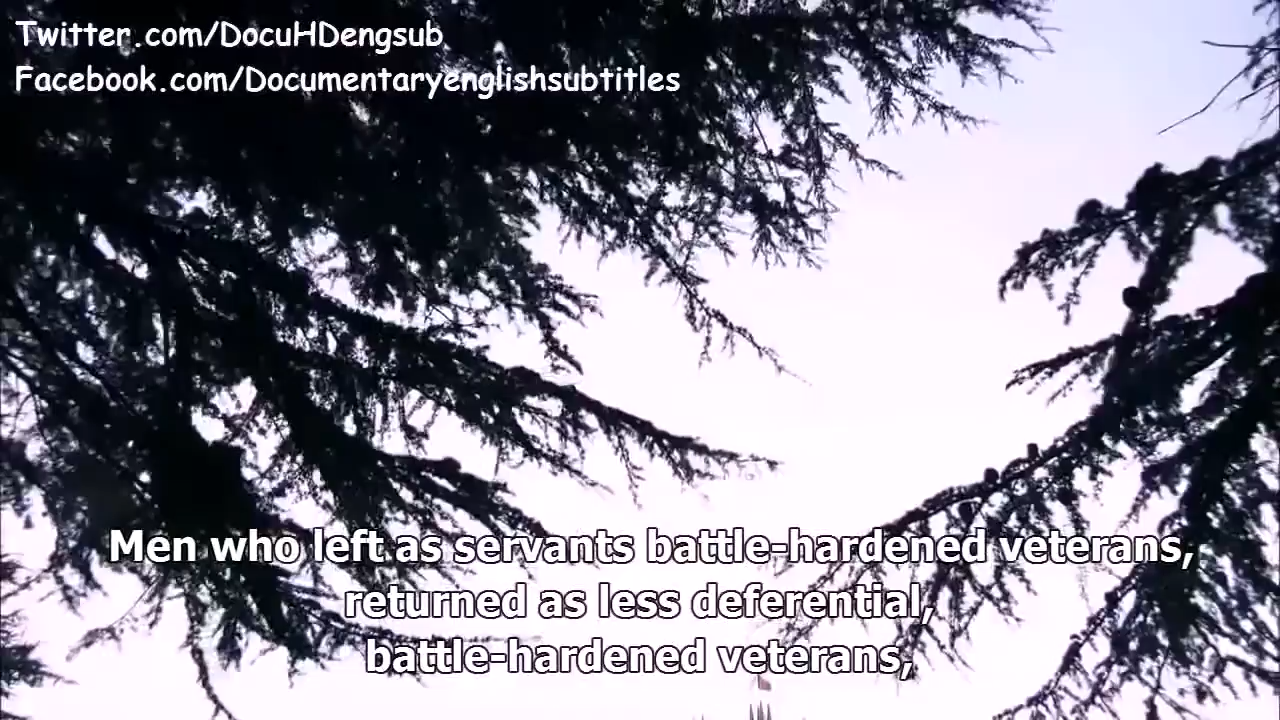 Twitter.com/DocuHDengsub
Facebook.com/Documentaryenglishsubtitles
Men who left as servants battle-hardened veterans,
returned as less deferential,
battle-hardened veterans,